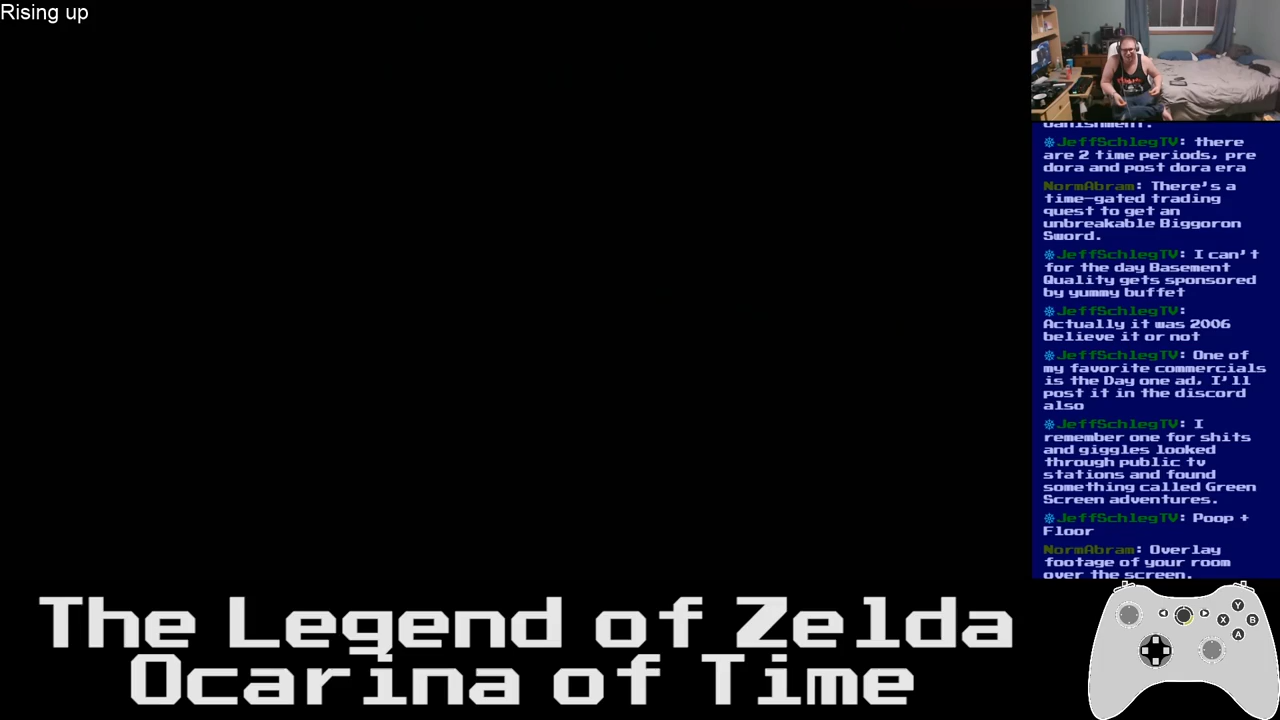 Rising up
Banishment.
JeffSchlegTV: there
are 2 time periods, pre
dora and post dora era
NormAbram: There's a
time-gated trading
quest to get an
unbreakable Biggoron
Sword.
JeffSchlegTV: I can't
for the day Basement
Quality gets sponsored
by yummy buffet
JeffSchlegTV:
Actually it was 2006
believe it or not
JeffSchlegTV: One of
my favorite commercials
is the Day one ad, I'll
post it in the discord
also
JeffSchlegTV: I
remember one for shits
and giggles looked
through public tv
stations and found
something called Green
Screen adventures.
JeffSchlegTV: Poop +
Floor
NormAbram: Overlay
footage of your room
over the screen.
The Legend of Zelda
Ocarina of Time
Y
X B
A